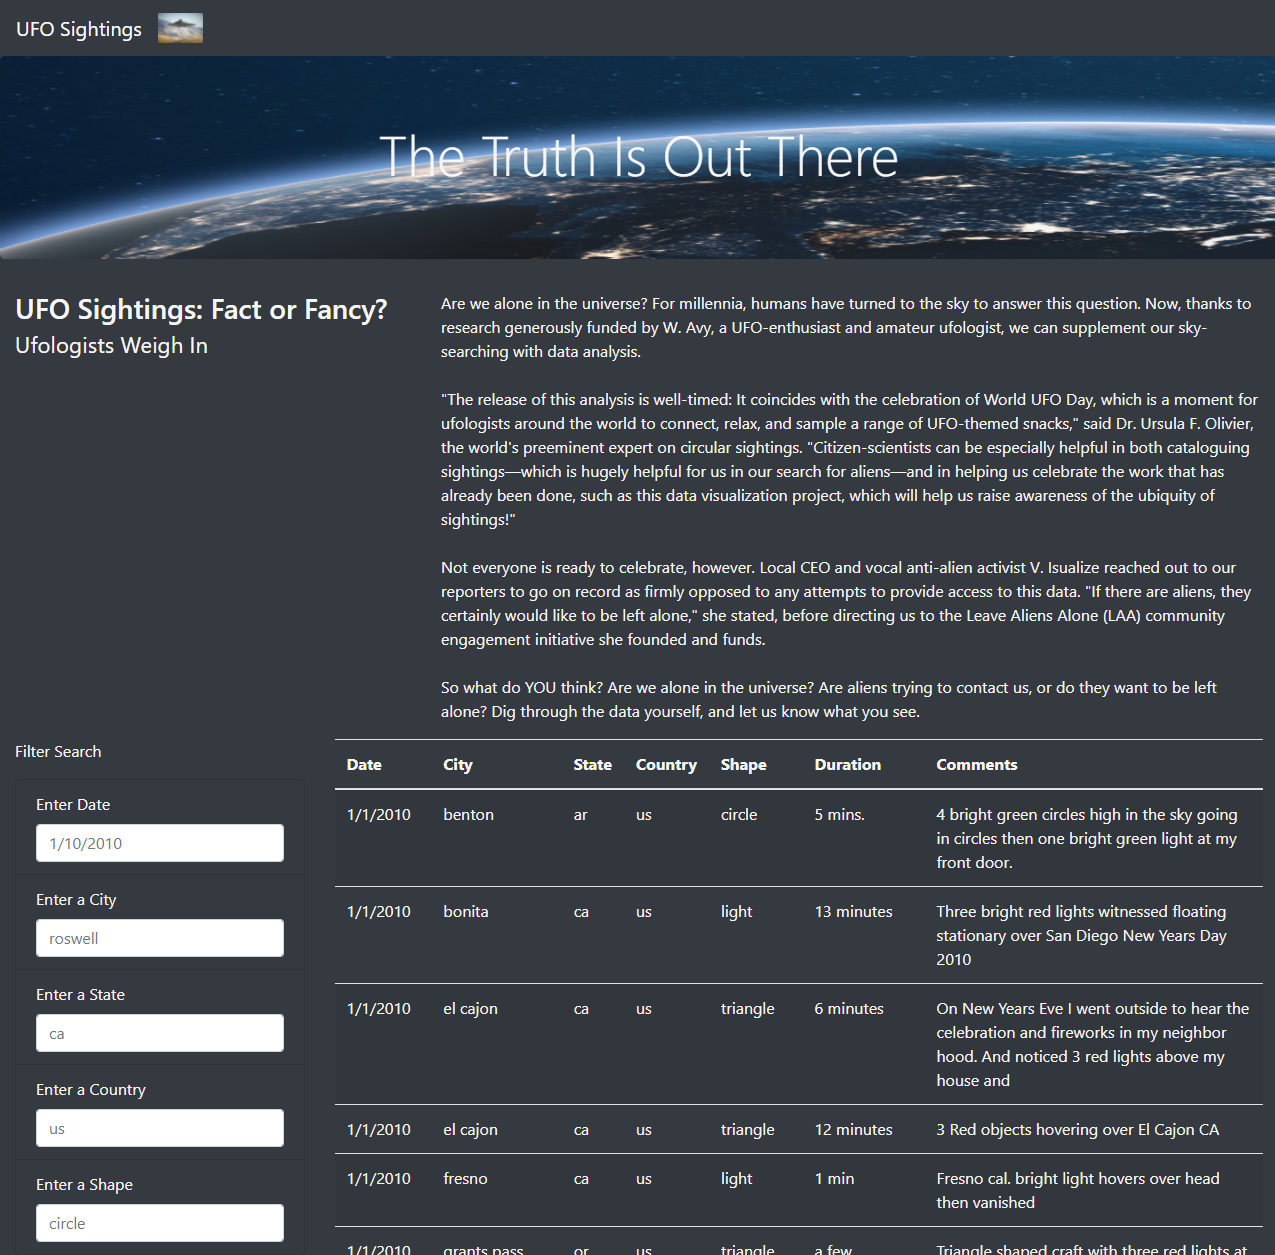 UFO Sightings
The Truth Is Out There
UFO Sightings: Fact or Fancy?
Ufologists Weigh In
Are we alone in the universe? For millennia, humans have turned to the sky to answer this question. Now, thanks to
research generously funded by W. Avy, a UFO-enthusiast and amateur ufologist, we can supplement our sky-
searching with data analysis.
"The release of this analysis is well-timed: It coincides with the celebration of World UFO Day, which is a moment for
ufologists around the world to connect, relax, and sample a range of UFO-themed snacks," said Dr. Ursula F. Olivier,
the world's preeminent expert on circular sightings. "Citizen-scientists can be especially helpful in both cataloguing
sightings—which is hugely helpful for us in our search for aliens—and in helping us celebrate the work that has
already been done, such as this data visualization project, which will help us raise awareness of the ubiquity of
sightings!"
Not everyone is ready to celebrate, however. Local CEO and vocal anti-alien activist V. Isualize reached out to our
reporters to go on record as firmly opposed to any attempts to provide access to this data. "If there are aliens, they
certainly would like to be left alone," she stated, before directing us to the Leave Aliens Alone (LAA) community
engagement initiative she founded and funds.
So what do YOU think? Are we alone in the universe? Are aliens trying to contact us, or do they want to be left
alone? Dig through the data yourself, and let us know what you see.
Filter Search
Enter Date
1/10/2010
Enter a City
roswell
Enter a State
ca
Enter a Country
us
Enter a Shape
circle
Date City State Country Shape Duration Comments
1/1/2010 benton ar us circle 5 mins. 4 bright green circles high in the sky going
in circles then one bright green light at my
front door.
1/1/2010 bonita ca us light 13 minutes Three bright red lights witnessed floating
stationary over San Diego New Years Day
2010
1/1/2010 el cajon ca us triangle 6 minutes On New Years Eve I went outside to hear the
celebration and fireworks in my neighbor
hood. And noticed 3 red lights above my
house and
1/1/2010 el cajon ca us triangle 12 minutes 3 Red objects hovering over El Cajon CA
1/1/2010 fresno ca us light 1 min Fresno cal. bright light hovers over head
then vanished
1/1/2010 grants pass or us triangle a few Triangle shaped craft with three red lights at